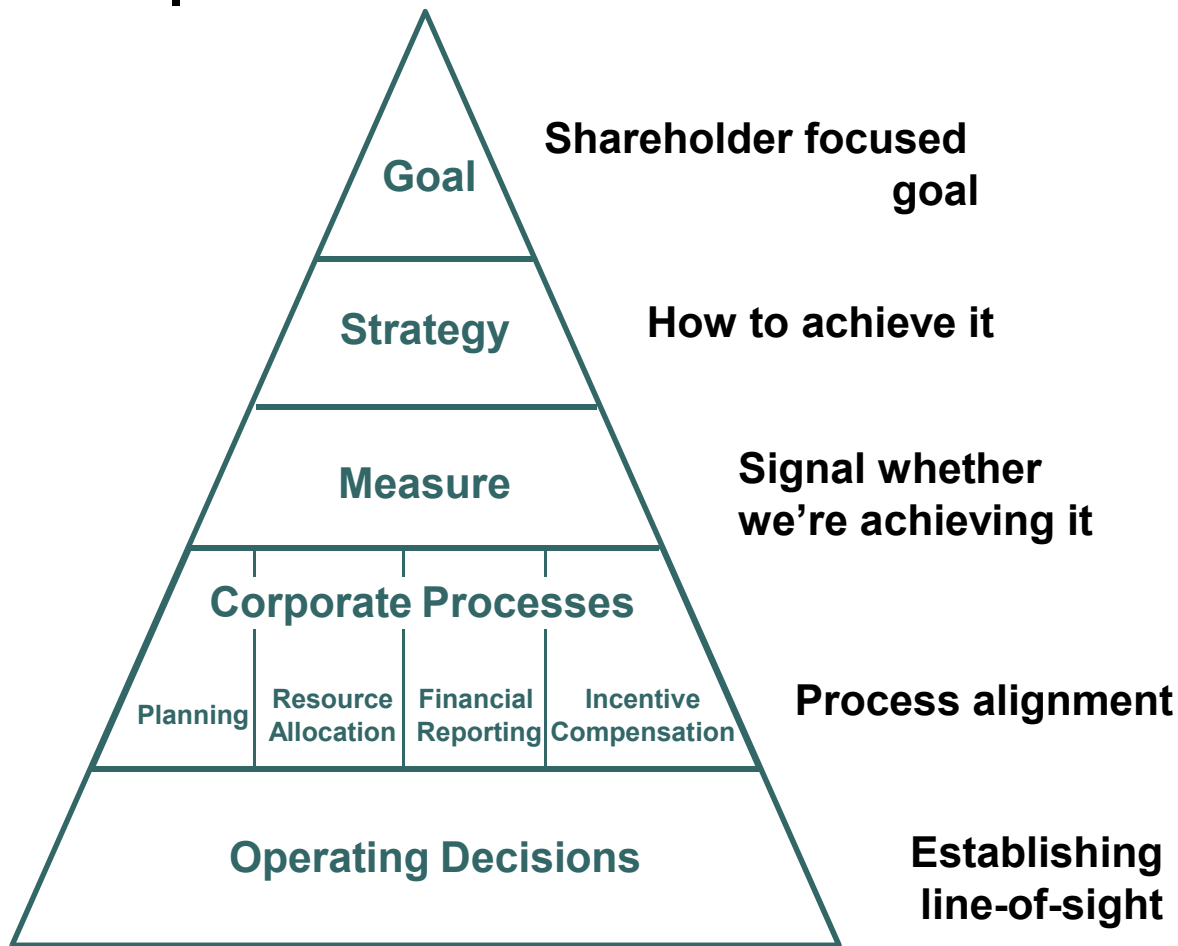 Goal
Shareholder focused
goal
Strategy
How to achieve it
Measure
Signal whether
we’re achieving it
Corporate Processes
Planning
Resource
Allocation
Financial
Reporting
Incentive
Compensation
Process alignment
Operating Decisions
Establishing
line-of-sight